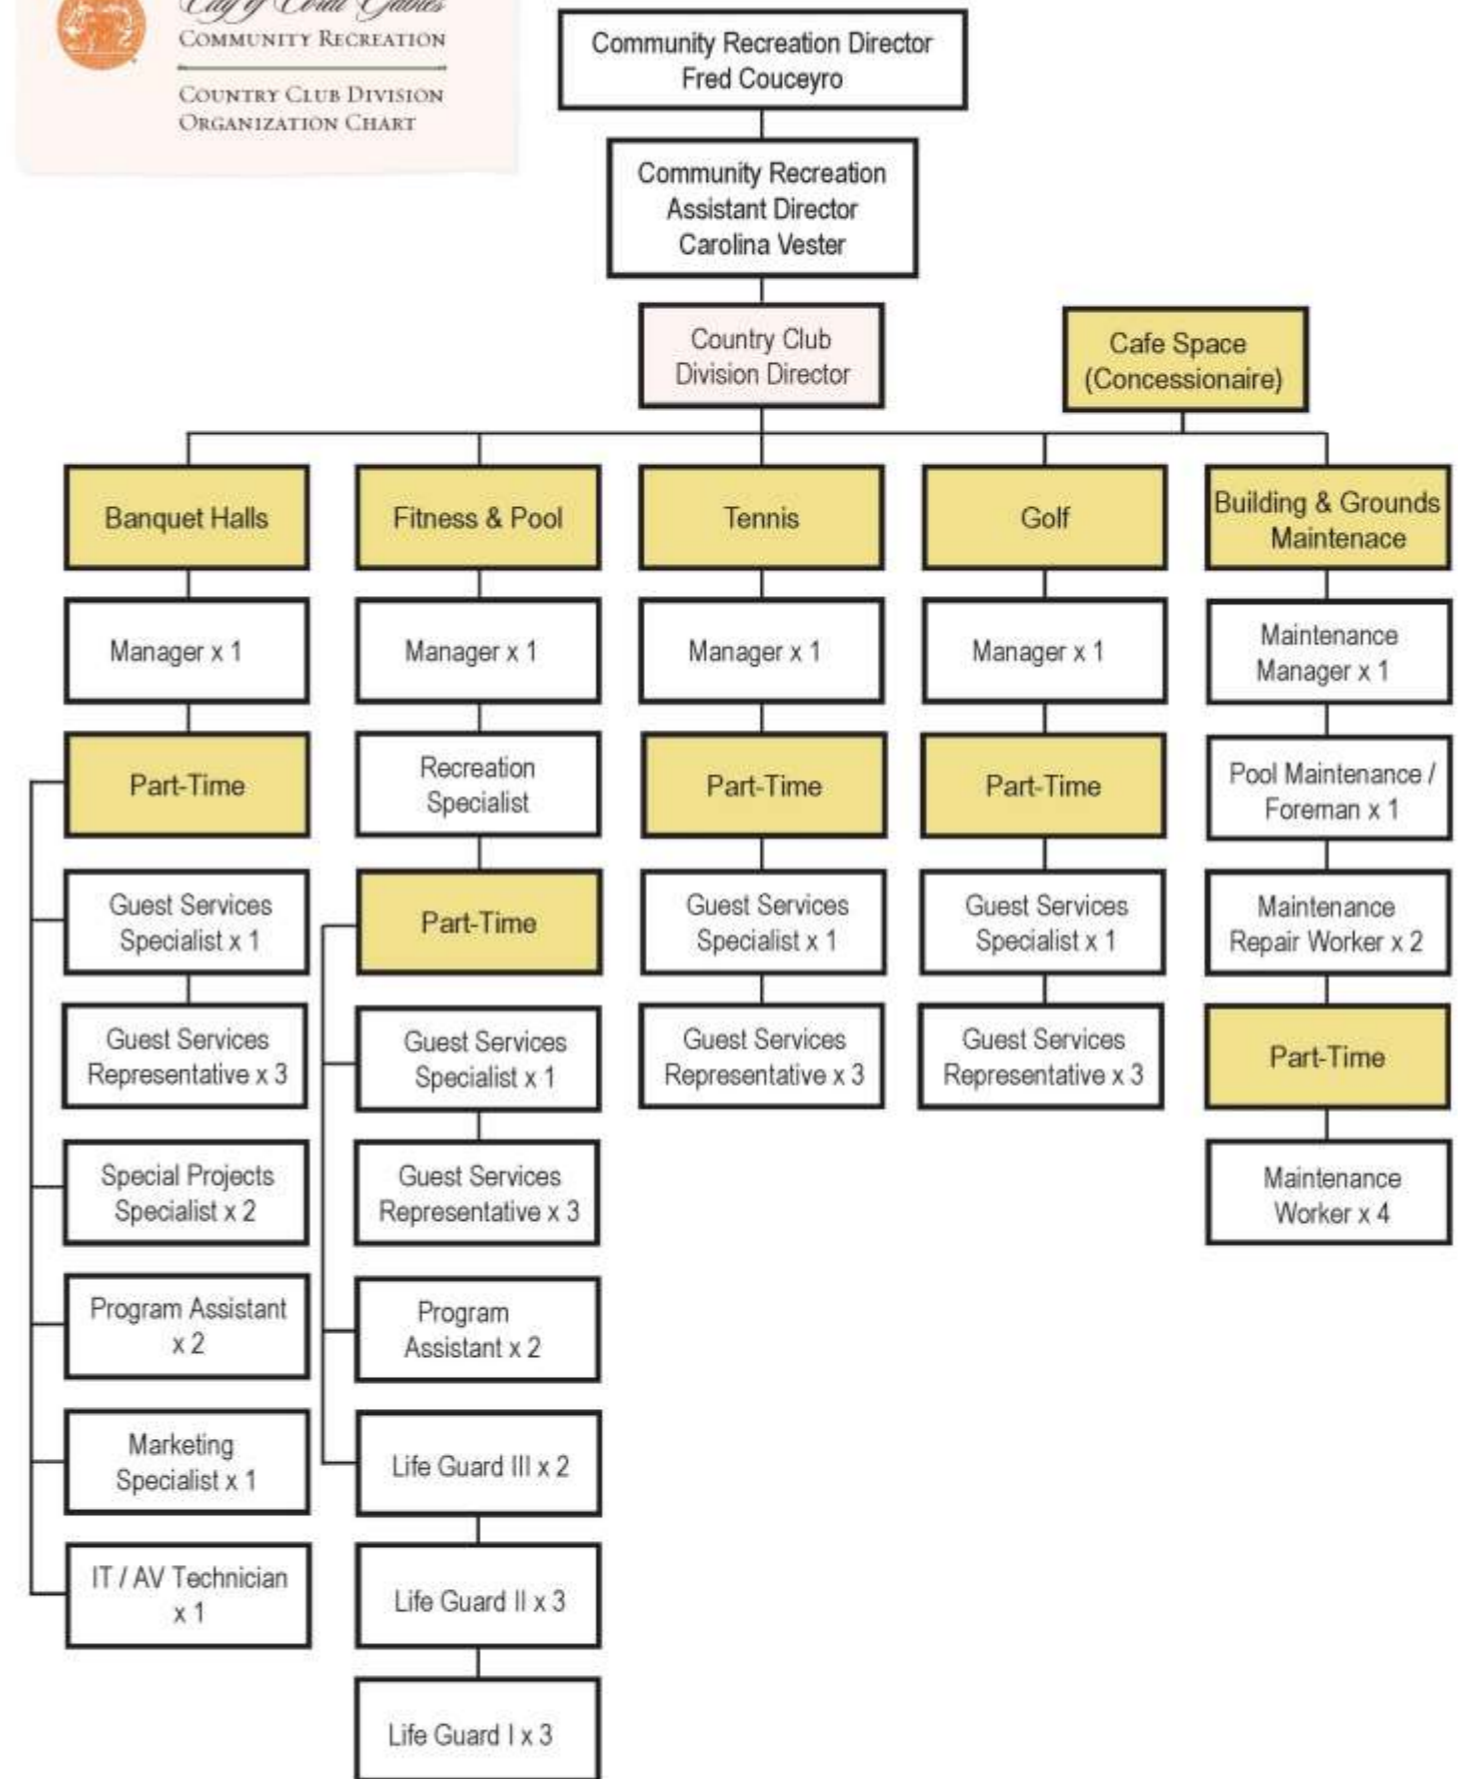 City of Coral Gables
COMMUNITY RECREATION
COUNTRY CLUB DIVISION
ORGANIZATION CHART
Community Recreation Director
Fred Couceyro
Community Recreation
Assistant Director
Carolina Vester
Country Club
Division Director
Cafe Space
(Concessionaire)
Banquet Halls
Manager x 1
Part-Time
Guest Services
Specialist x 1
Guest Services
Representative x 3
Special Projects
Specialist x 2
Program Assistant
x 2
Marketing
Specialist x 1
IT / AV Technician
x 1
Fitness & Pool
Manager x 1
Recreation
Specialist
Part-Time
Guest Services
Specialist x 1
Guest Services
Representative x 3
Program
Assistant x 2
Life Guard III x 2
Life Guard II x 3
Life Guard I x 3
Tennis
Manager x 1
Part-Time
Guest Services
Specialist x 1
Guest Services
Representative x 3
Golf
Manager x 1
Part-Time
Guest Services
Specialist x 1
Guest Services
Representative x 3
Building & Grounds
Maintenace
Maintenance
Manager x 1
Pool Maintenance /
Foreman x 1
Maintenance
Repair Worker x 2
Part-Time
Maintenance
Worker x 4